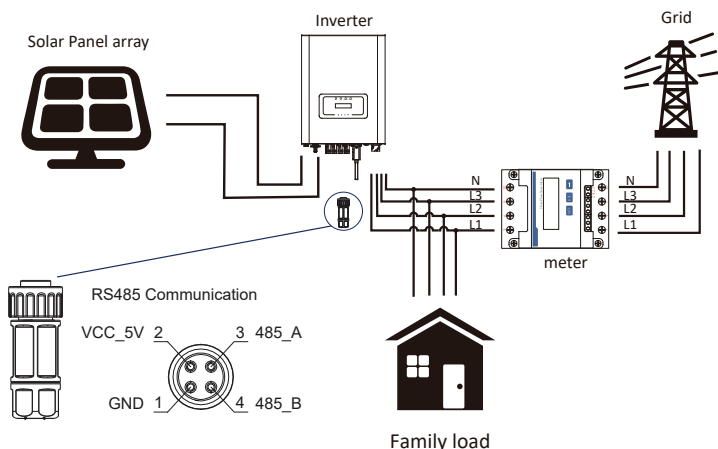 Inverter
Grid
Solar Panel array
N
L3
L2
L1
N
L3
L2
L1
meter
RS485 Communication
VCC_5V 2
3 485_A
GND 1
4 485_B
Family load